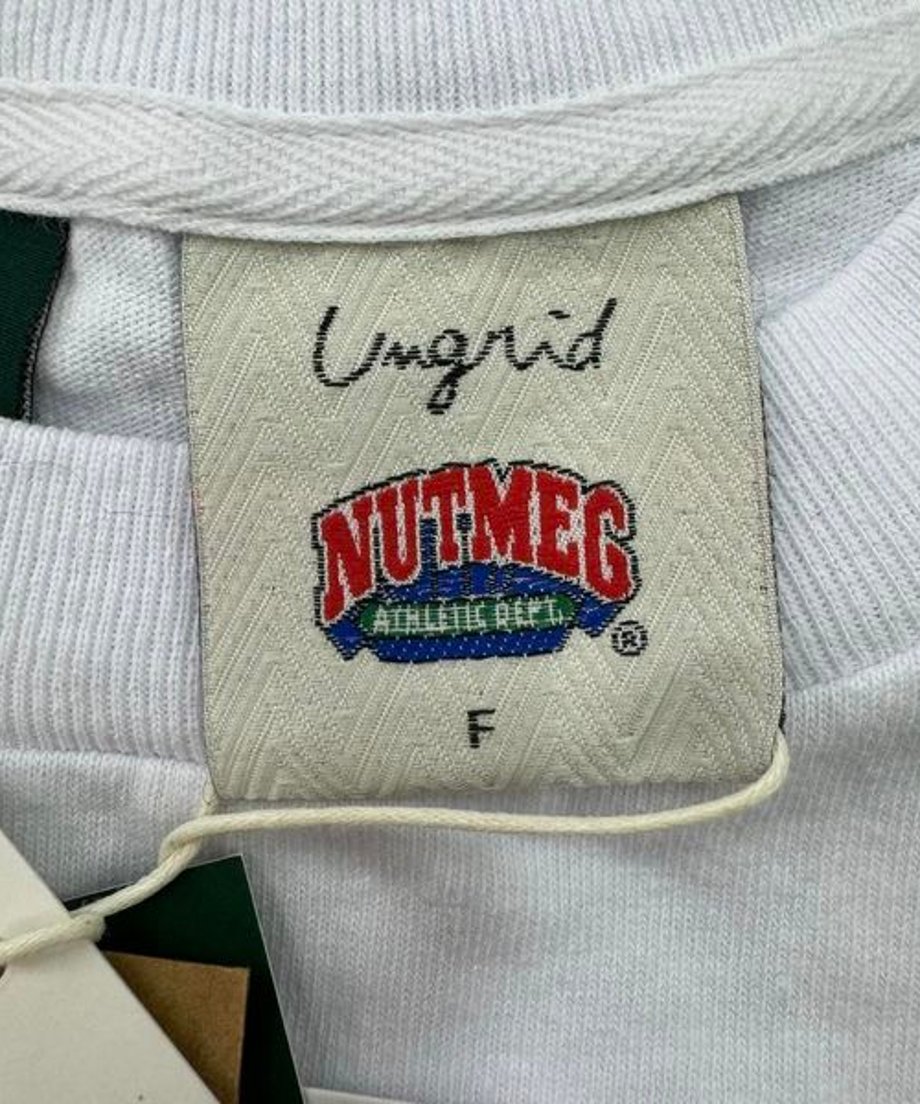 Ungrid
NUTMEG
ATHLETIC DEPT.
®
F